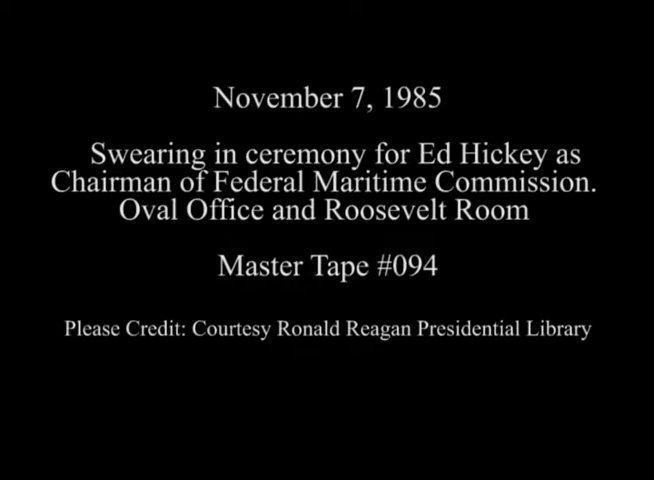 November 7, 1985
Swearing in ceremony for Ed Hickey as
Chairman of Federal Maritime Commission.
Oval Office and Roosevelt Room
Master Tape #094
Please Credit: Courtesy Ronald Reagan Presidential Library